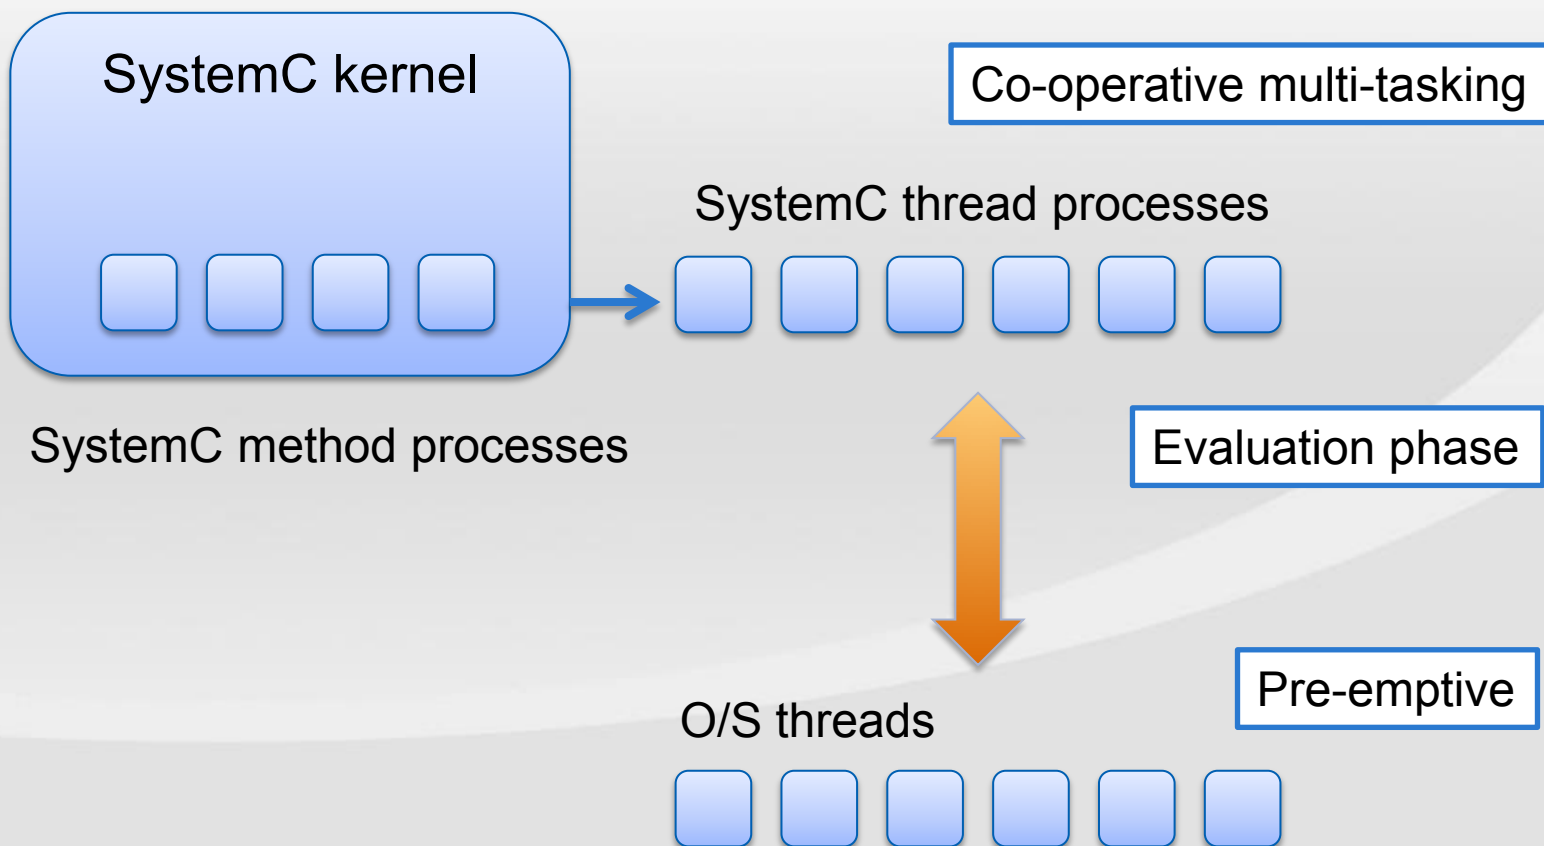 SystemC kernel
Co-operative multi-tasking
SystemC thread processes
SystemC method processes
Evaluation phase
Pre-emptive
O/S threads